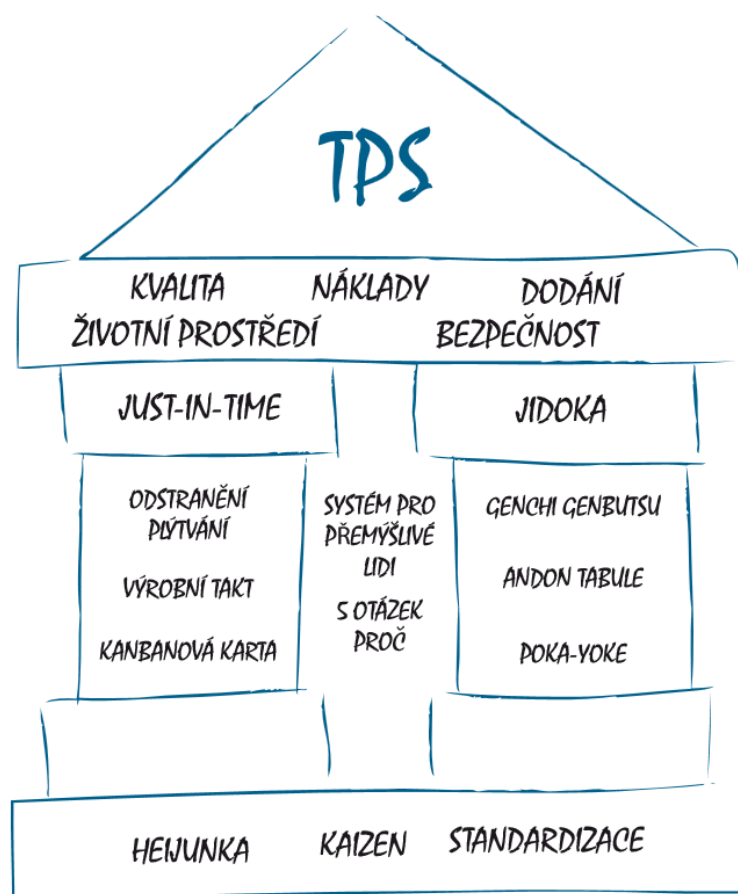 TPS
KVALITA NÁKLADY DODÁNÍ
ŽIVOTNÍ PROSTŘEDÍ BEZPEČNOST
JUST-IN-TIME
JIDOKA
ODSTRANĚNÍ
PLÝTVÁNÍ
VÝROBNÍ TAKT
KANBANOVÁ KARTA
SYSTÉM PRO
PŘEMÝŠLIVÉ
LIDI
5 OTÁZEK
PROČ
GENCHI GENBUTSU
ANDON TABULE
POKA-YOKE
HEIJUNKA KAIZEN STANDARDIZACE